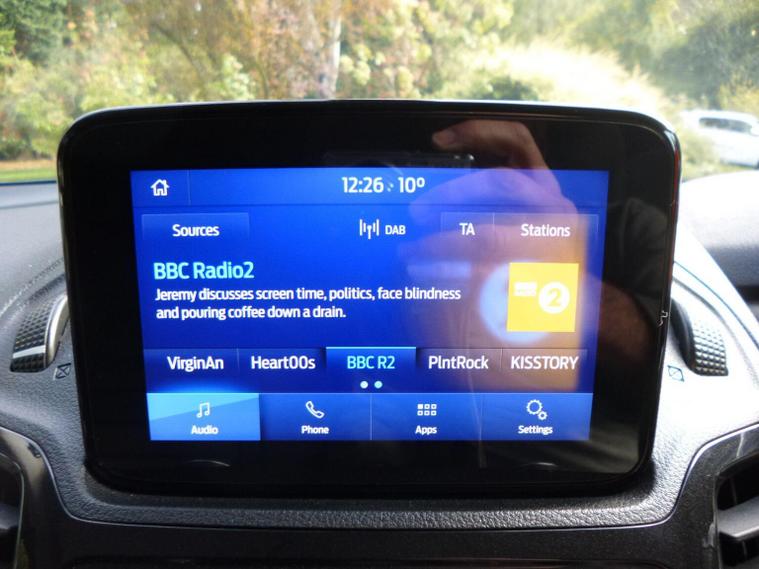 12:26 · 10°
Sources
DAB
TA
Stations
BBC Radio2
Jeremy discusses screen time, politics, face blindness
and pouring coffee down a drain.
2
VirginAn
Heart00s
BBC R2
PlntRock
KISSTORY
Audio
Phone
Apps
Settings